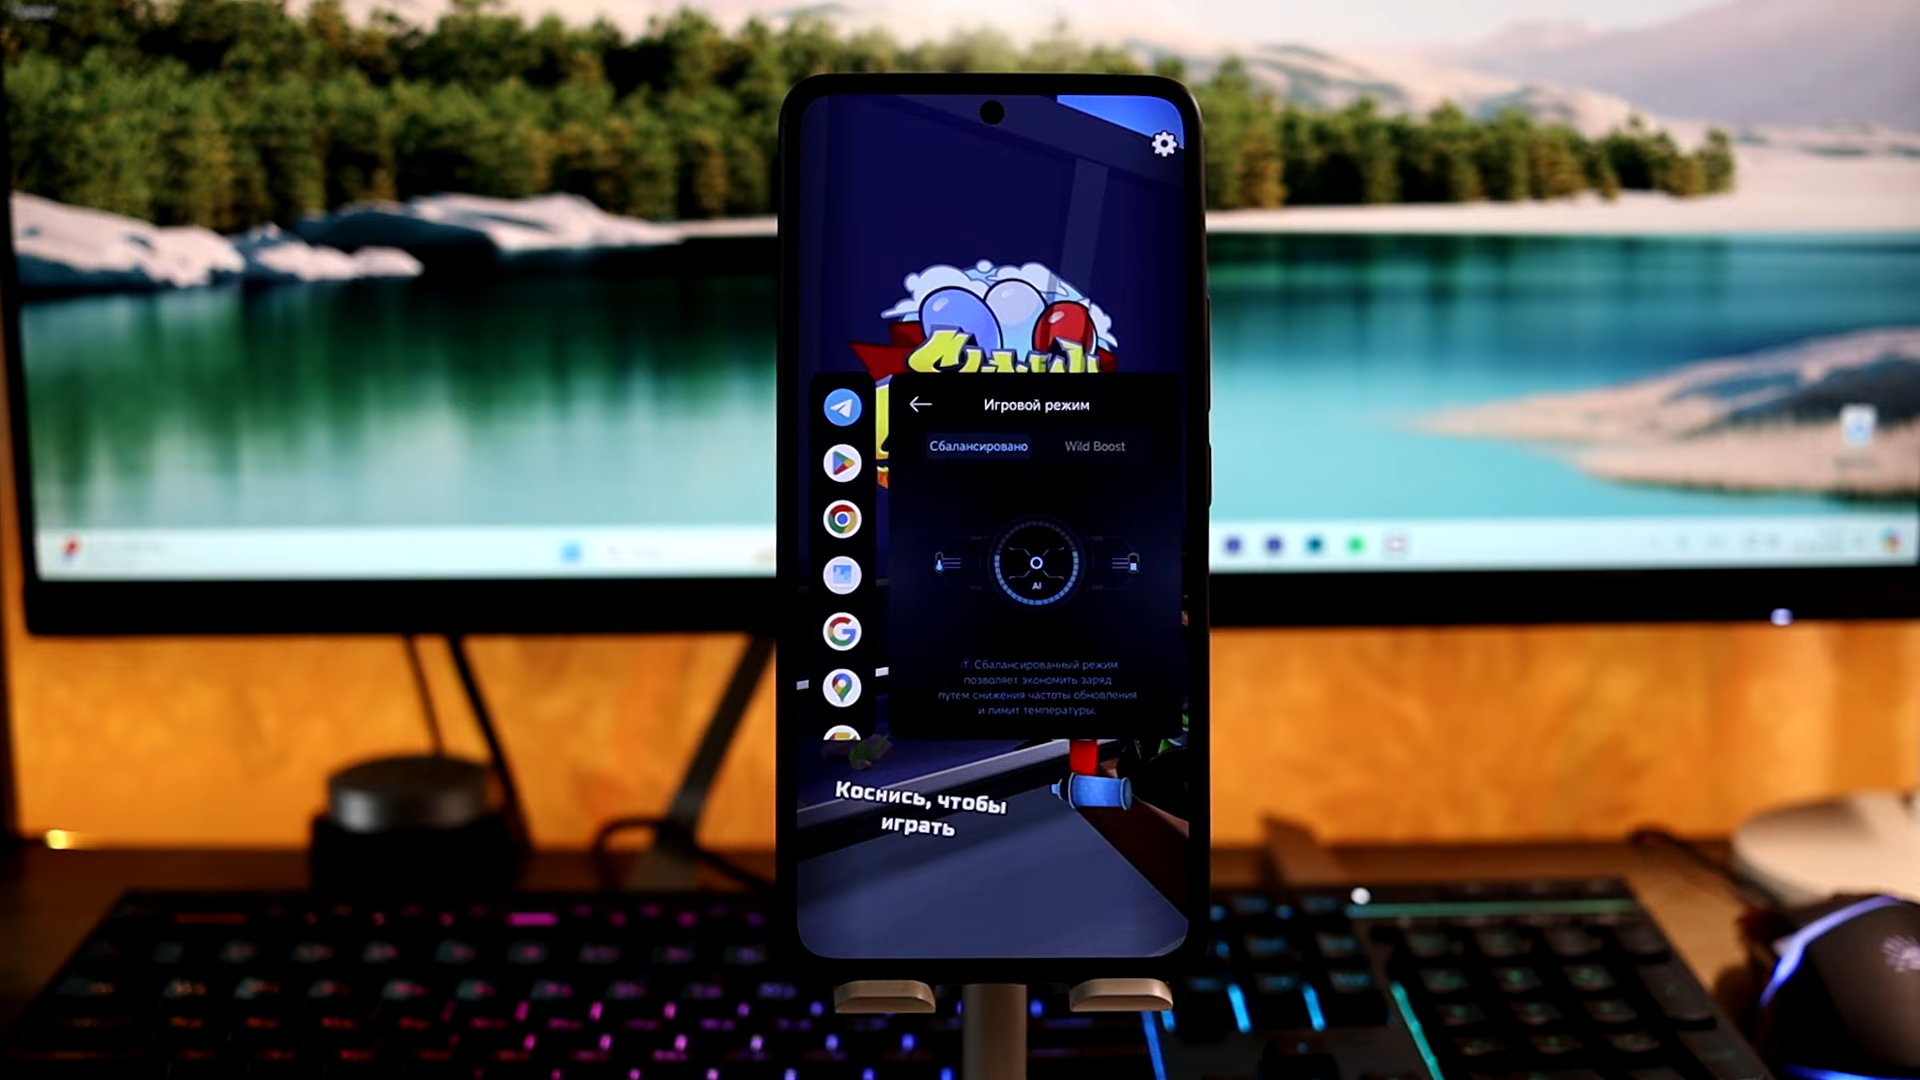 Игровой режим
Сбалансировано
Wild Boost
AI
Сбалансированный режим
позволяет экономить заряд
путем снижения частоты обновления
и лимит температуры.
Коснись, чтобы
играть